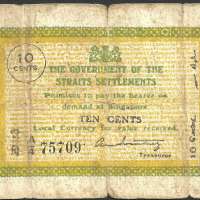 10
CENTS
THE GOVERNMENT OF THE
STRAITS SETTLEMENTS
Promises to pay the bearer on
demand at Singapore
TEN CENTS
Local Currency for value received.
75709
Treasurer